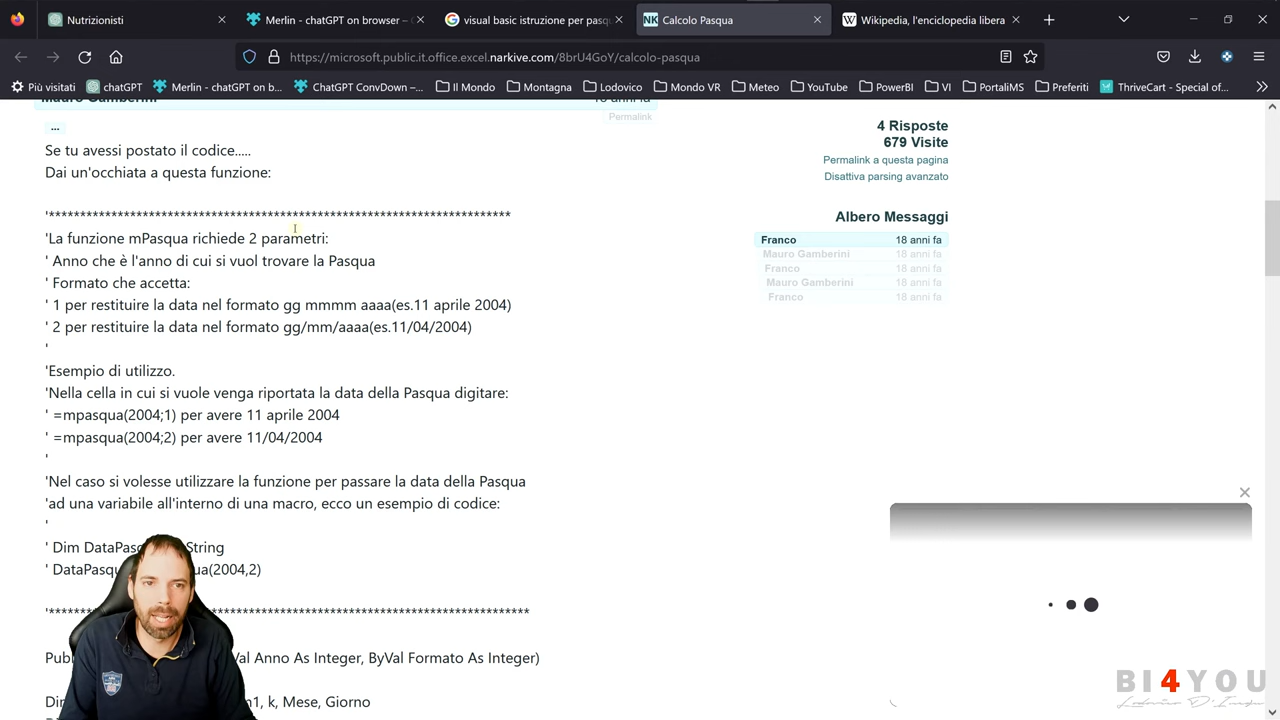 Nutrizionisti
Merlin - chatGPT on browser –
visual basic istruzione per pasqu
NK Calcolo Pasqua
W Wikipedia, l'enciclopedia libera
https://microsoft.public.it.office.excel.narkive.com/8brU4GoY/calcolo-pasqua
Più visitati
chatGPT
Merlin - chatGPT on b...
ChatGPT ConvDown –...
Il Mondo
Montagna
Lodovico
Mondo VR
Meteo
YouTube
PowerBI
VI
PortaliMS
Preferiti
ThriveCart - Special of...
Mauro Gamberini
18 anni fa
Permalink
...
Se tu avessi postato il codice.....
Dai un'occhiata a questa funzione:
'**************************************************************************
'La funzione mPasqua richiede 2 parametri:
' Anno che è l'anno di cui si vuol trovare la Pasqua
' Formato che accetta:
' 1 per restituire la data nel formato gg mmmm aaaa(es.11 aprile 2004)
' 2 per restituire la data nel formato gg/mm/aaaa(es.11/04/2004)
'
'Esempio di utilizzo.
'Nella cella in cui si vuole venga riportata la data della Pasqua digitare:
' =mpasqua(2004;1) per avere 11 aprile 2004
' =mpasqua(2004;2) per avere 11/04/2004
'
'Nel caso si volesse utilizzare la funzione per passare la data della Pasqua
'ad una variabile all'interno di una macro, ecco un esempio di codice:
'
' Dim DataPas String
' DataPasq ua(2004,2)
'*****************************************************************************
Pub Val Anno As Integer, ByVal Formato As Integer)
Di n1, k, Mese, Giorno
4 Risposte
679 Visite
Permalink a questa pagina
Disattiva parsing avanzato
Albero Messaggi
Franco 18 anni fa
Mauro Gamberini 18 anni fa
Franco 18 anni fa
Mauro Gamberini 18 anni fa
Franco 18 anni fa
BI4YOU